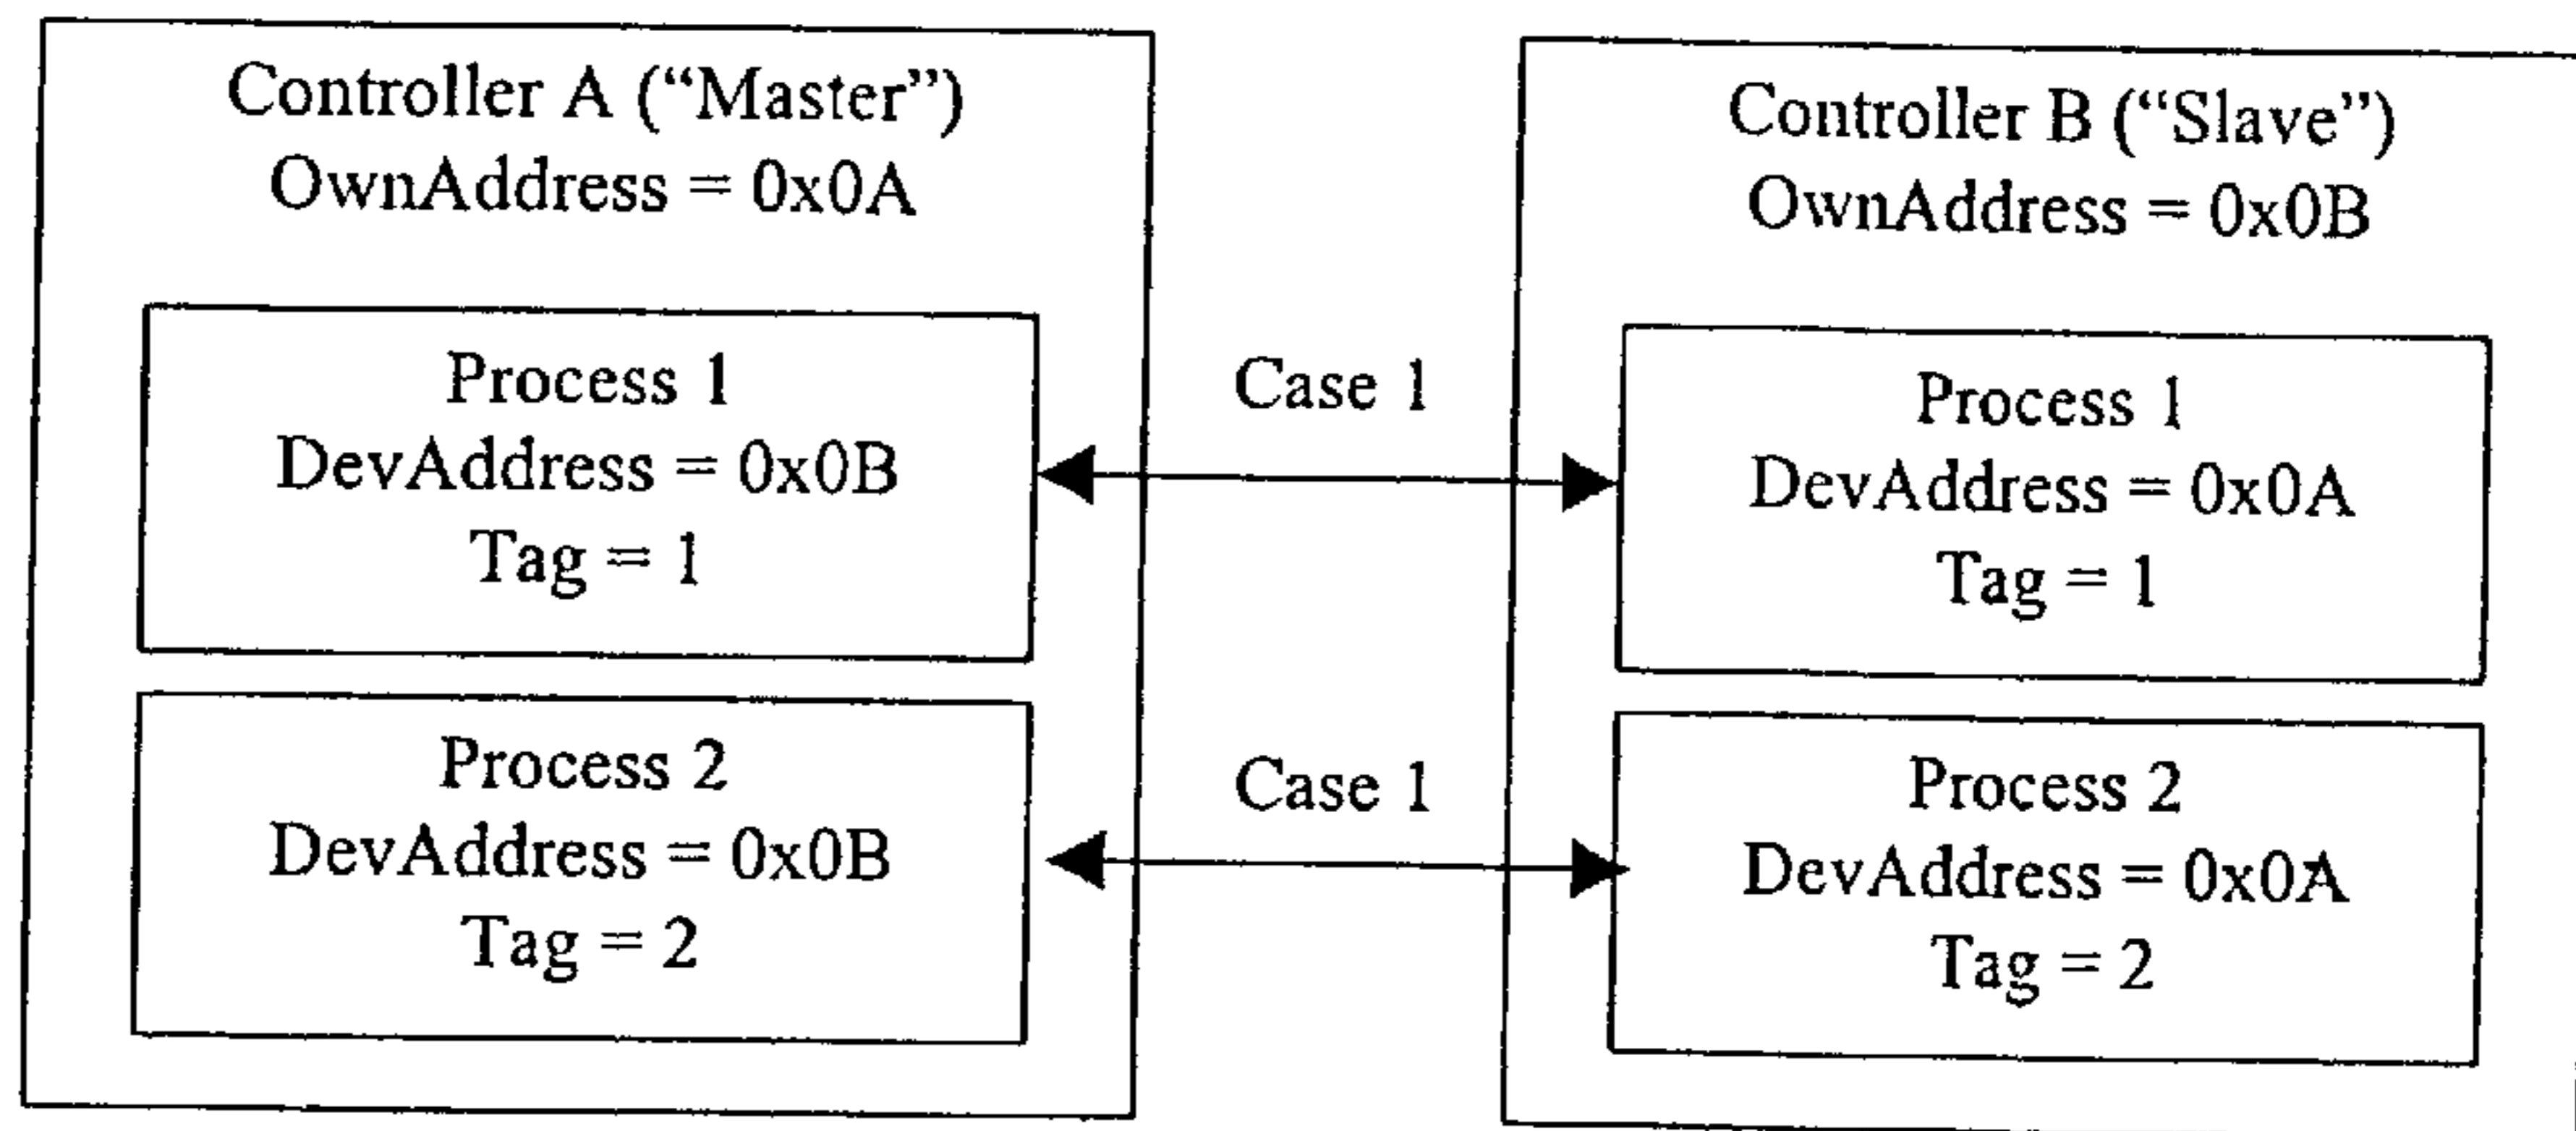 Controller A (“Master”)
OwnAddress = 0x0A
Process 1
DevAddress = 0x0B
Tag = 1
Process 2
DevAddress = 0x0B
Tag = 2
Case 1
Case 1
Controller B (“Slave”)
OwnAddress = 0x0B
Process 1
DevAddress = 0x0A
Tag = 1
Process 2
DevAddress = 0x0A
Tag = 2